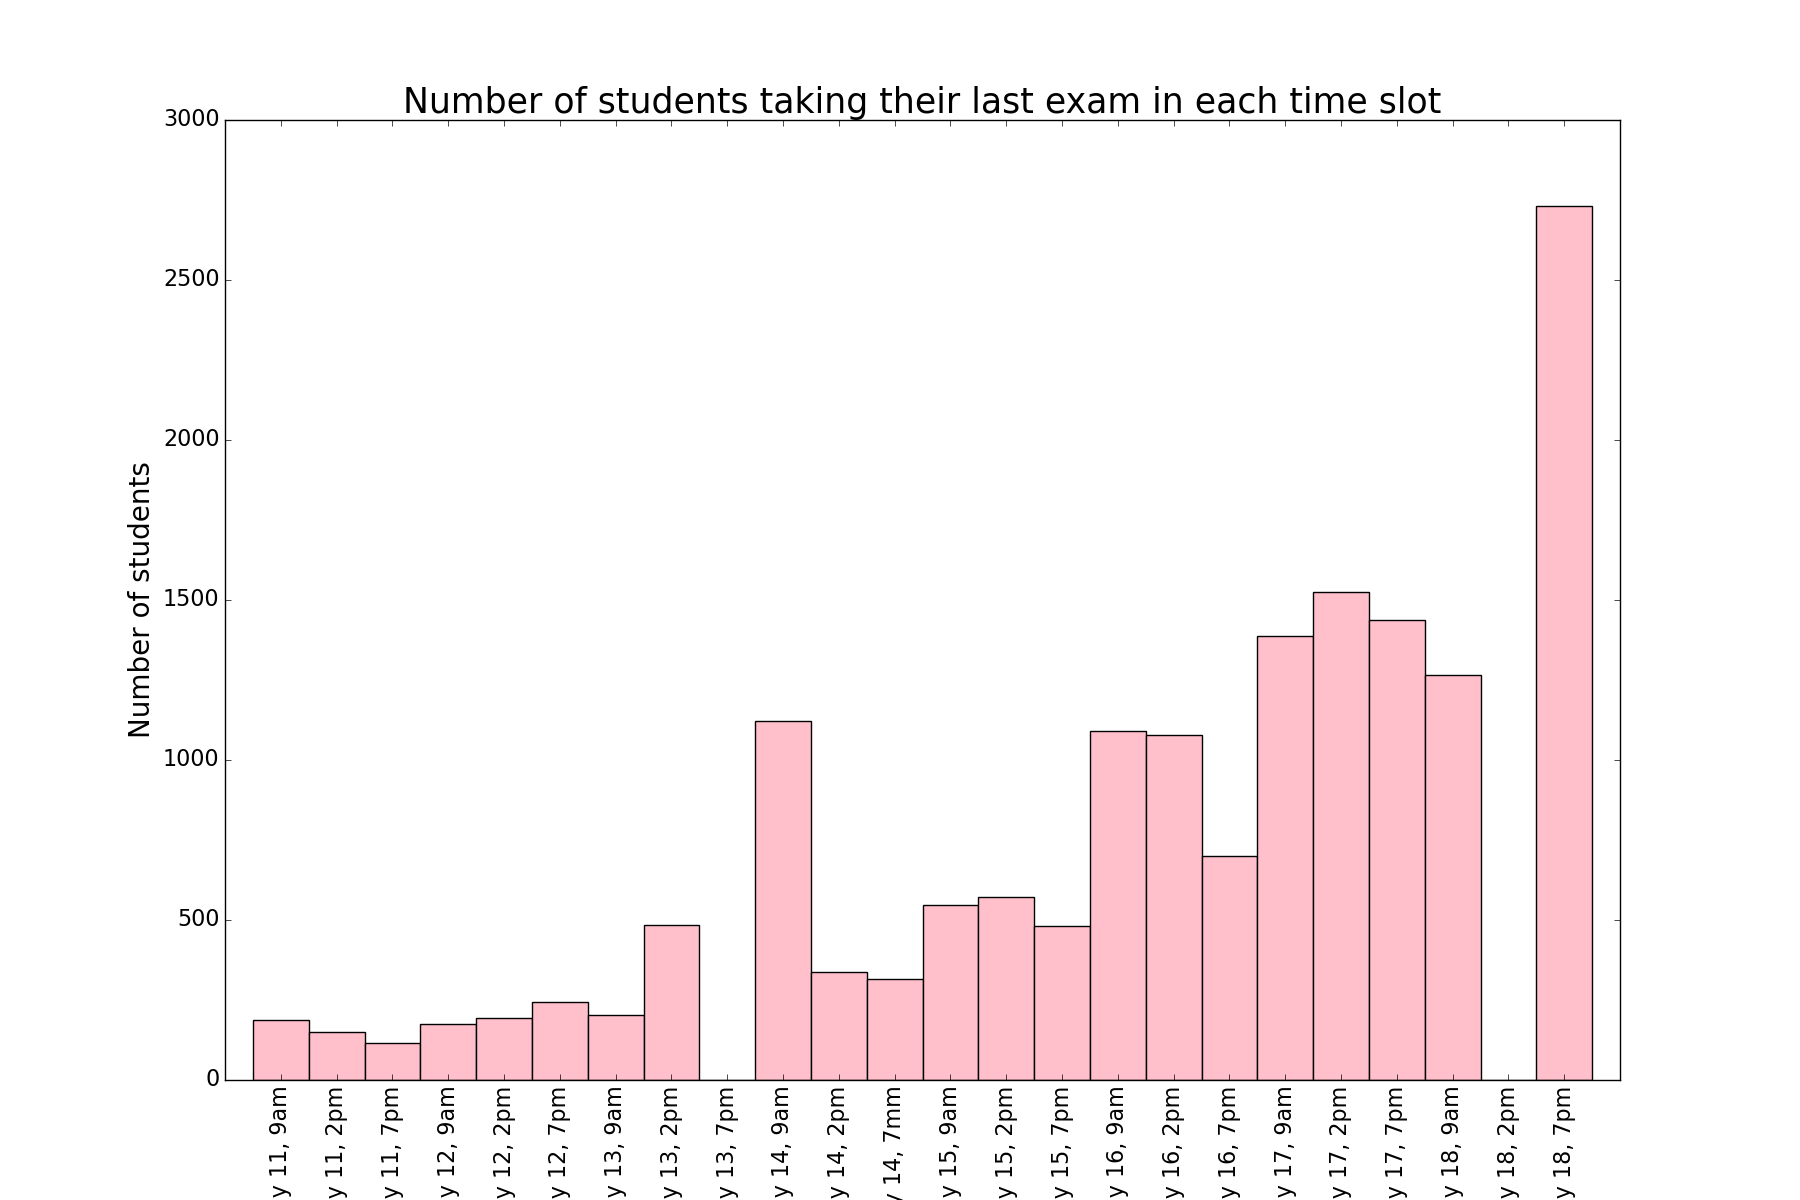 Number of students taking their last exam in each time slot
3000
2500
2000
1500
1000
500
0
Number of students
y 11, 9am
y 11, 2pm
y 11, 7pm
y 12, 9am
y 12, 2pm
y 12, 7pm
y 13, 9am
y 13, 2pm
y 13, 7pm
y 14, 9am
y 14, 2pm
y 14, 7mm
y 15, 9am
y 15, 2pm
y 15, 7pm
y 16, 9am
y 16, 2pm
y 16, 7pm
y 17, 9am
y 17, 2pm
y 17, 7pm
y 18, 9am
y 18, 2pm
y 18, 7pm